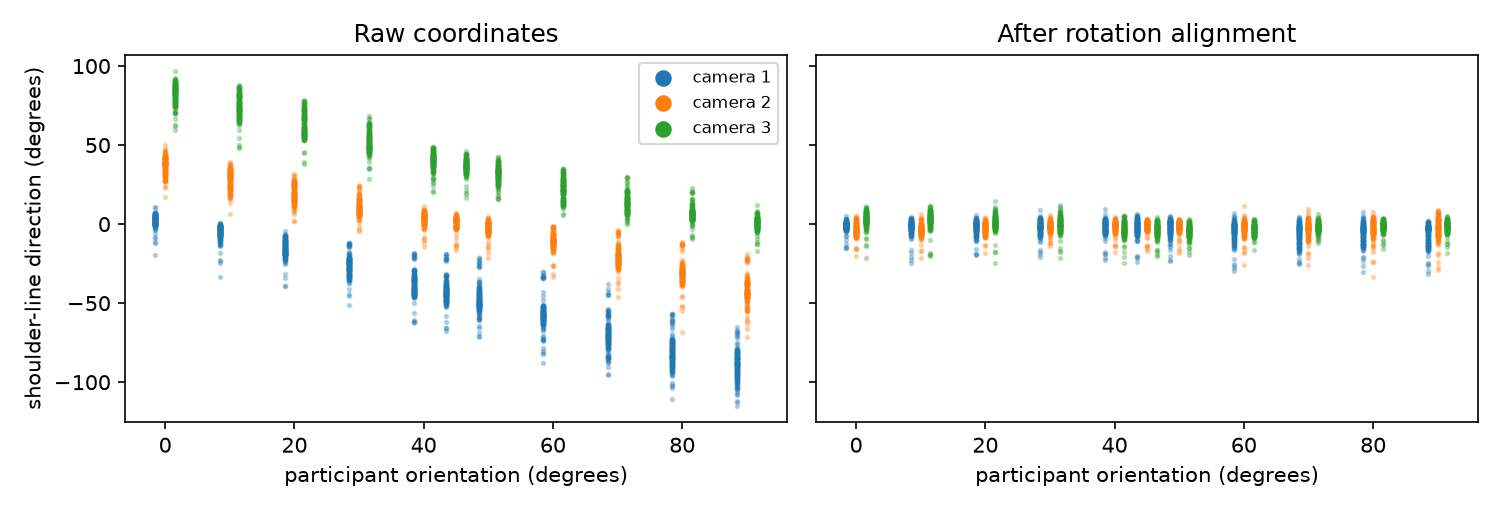 Raw coordinates
After rotation alignment
shoulder-line direction (degrees)
100
50
0
−50
−100
camera 1
camera 2
camera 3
0
20
40
60
80
0
20
40
60
80
participant orientation (degrees)
participant orientation (degrees)